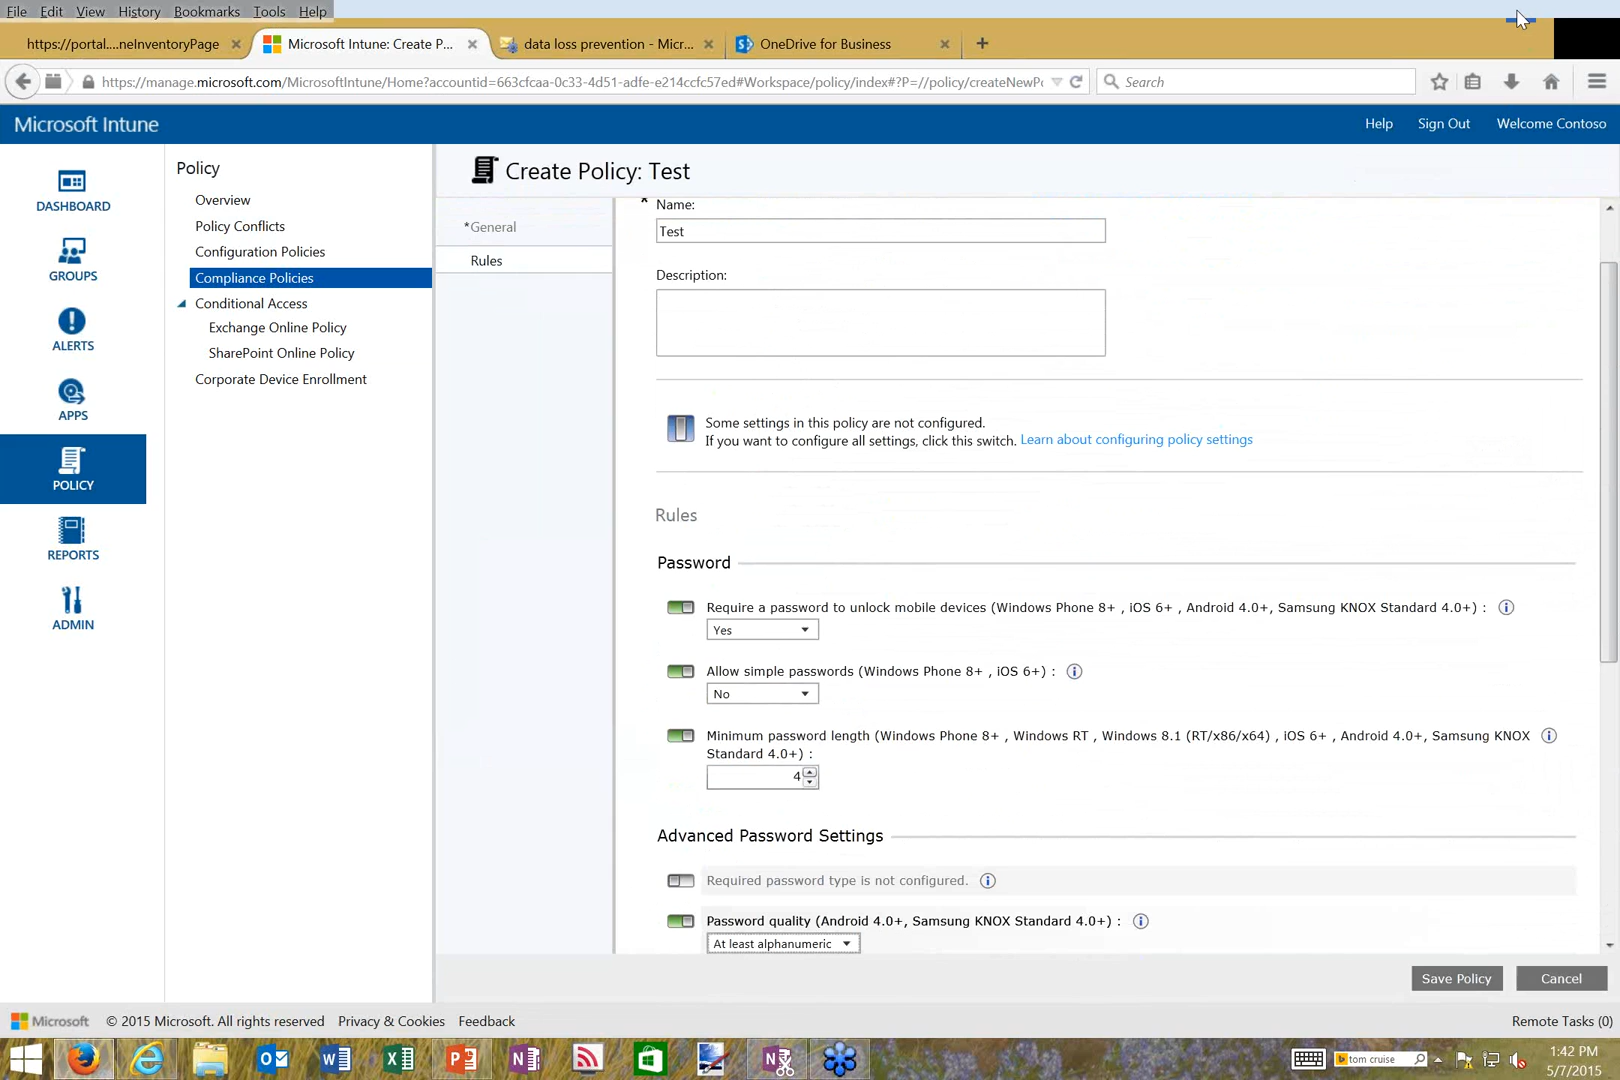 File Edit View History Bookmarks Tools Help
https://portal....neInventoryPage
Microsoft Intune: Create P...
data loss prevention - Micr...
OneDrive for Business
https://manage.microsoft.com/MicrosoftIntune/Home?accountid=663cfcaa-0c33-4d51-adfe-e214ccfc57ed#Workspace/policy/index#?P=//policy/createNewPo
Search
Microsoft Intune
Help Sign Out Welcome Contoso
DASHBOARD
GROUPS
ALERTS
APPS
POLICY
REPORTS
ADMIN
Policy
Overview
Policy Conflicts
Configuration Policies
Compliance Policies
Conditional Access
Exchange Online Policy
SharePoint Online Policy
Corporate Device Enrollment
Create Policy: Test
*General
Rules
* Name:
Test
Description:
Some settings in this policy are not configured.
If you want to configure all settings, click this switch. Learn about configuring policy settings
Rules
Password
Require a password to unlock mobile devices (Windows Phone 8+ , iOS 6+ , Android 4.0+, Samsung KNOX Standard 4.0+) :
Yes
Allow simple passwords (Windows Phone 8+ , iOS 6+) :
No
Minimum password length (Windows Phone 8+ , Windows RT , Windows 8.1 (RT/x86/x64) , iOS 6+ , Android 4.0+, Samsung KNOX
Standard 4.0+) :
4
Advanced Password Settings
Required password type is not configured.
Password quality (Android 4.0+, Samsung KNOX Standard 4.0+) :
At least alphanumeric
Save Policy
Cancel
Microsoft © 2015 Microsoft. All rights reserved Privacy & Cookies Feedback
Remote Tasks (0)
tom cruise
1:42 PM
5/7/2015